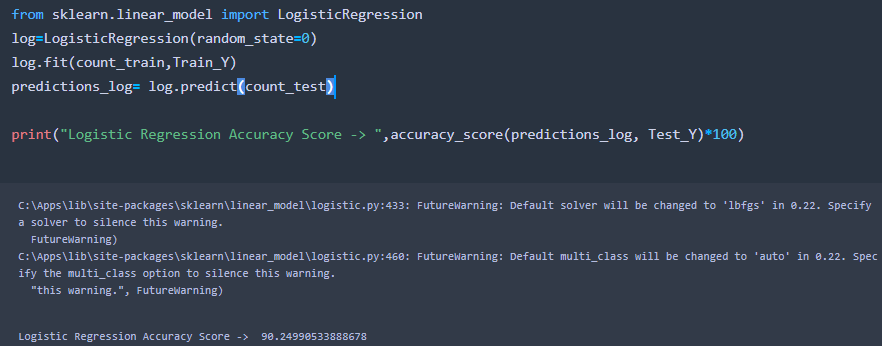 from sklearn.linear_model import LogisticRegression
log=LogisticRegression(random_state=0)
log.fit(count_train,Train_Y)
predictions_log= log.predict(count_test)
print("Logistic Regression Accuracy Score -> ",accuracy_score(predictions_log, Test_Y)*100)
C:\Apps\lib\site-packages\sklearn\linear_model\logistic.py:433: FutureWarning: Default solver will be changed to 'lbfgs' in 0.22. Specify
a solver to silence this warning.
  FutureWarning)
C:\Apps\lib\site-packages\sklearn\linear_model\logistic.py:460: FutureWarning: Default multi_class will be changed to 'auto' in 0.22. Spec
ify the multi_class option to silence this warning.
  "this warning.", FutureWarning)
Logistic Regression Accuracy Score ->  90.24990533888678